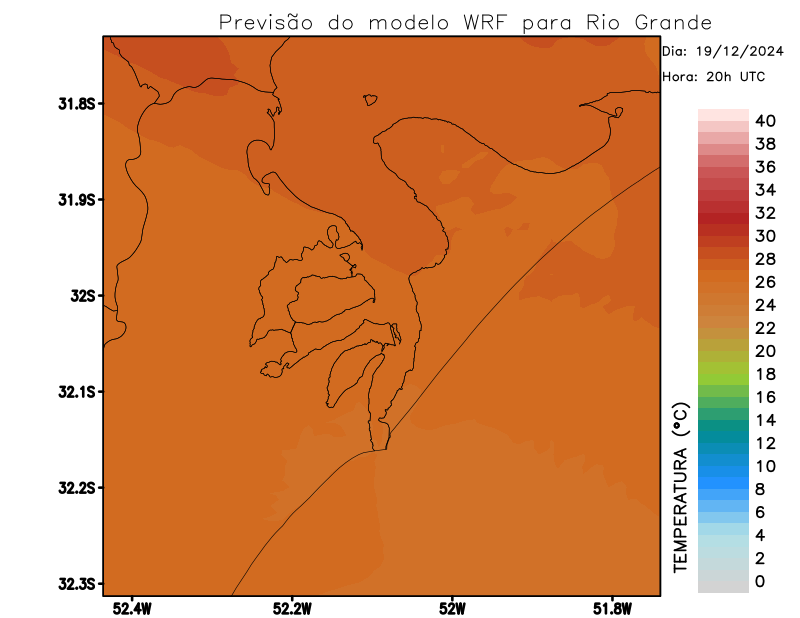 Previsão do modelo WRF para Rio Grande
Dia: 19/12/2024
Hora: 20h UTC
31.8S
31.9S
32S
32.1S
32.2S
32.3S
52.4W
52.2W
52W
51.8W
TEMPERATURA (°C)
40
38
36
34
32
30
28
26
24
22
20
18
16
14
12
10
8
6
4
2
0